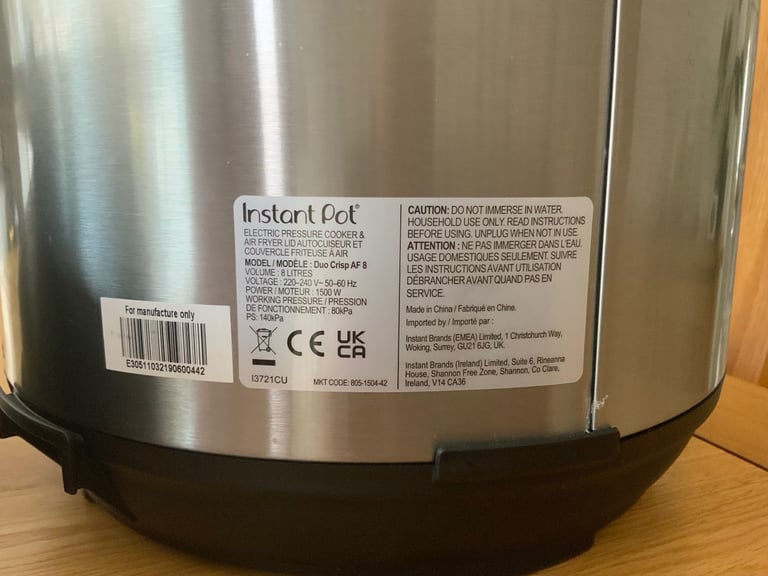 Instant Pot®
ELECTRIC PRESSURE COOKER &
AIR FRYER LID AUTOCUISEUR ET
COUVERCLE FRITEUSE À AIR
MODEL / MODÈLE : Duo Crisp AF 8
VOLUME : 8 LITRES
VOLTAGE : 220–240 V~ 50–60 Hz
POWER / MOTEUR : 1500 W
WORKING PRESSURE / PRESSION
DE FONCTIONNEMENT : 80kPa
PS: 140kPa
CE UK
CA
I3721CU MKT CODE: 805-1504-42
CAUTION: DO NOT IMMERSE IN WATER.
HOUSEHOLD USE ONLY. READ INSTRUCTIONS
BEFORE USING. UNPLUG WHEN NOT IN USE.
ATTENTION : NE PAS IMMERGER DANS L'EAU.
USAGE DOMESTIQUES SEULEMENT. SUIVRE
LES INSTRUCTIONS AVANT UTILISATION
DÉBRANCHER AVANT QUAND PAS EN
SERVICE.
Made in China / Fabriqué en Chine.
Imported by / Importé par :
Instant Brands (EMEA) Limited, 1 Christchurch Way,
Woking, Surrey, GU21 6JG, UK.
Instant Brands (Ireland) Limited, Suite 6, Rineanna
House, Shannon Free Zone, Shannon, Co Clare,
Ireland, V14 CA36
For manufacture only
E30511032190600442